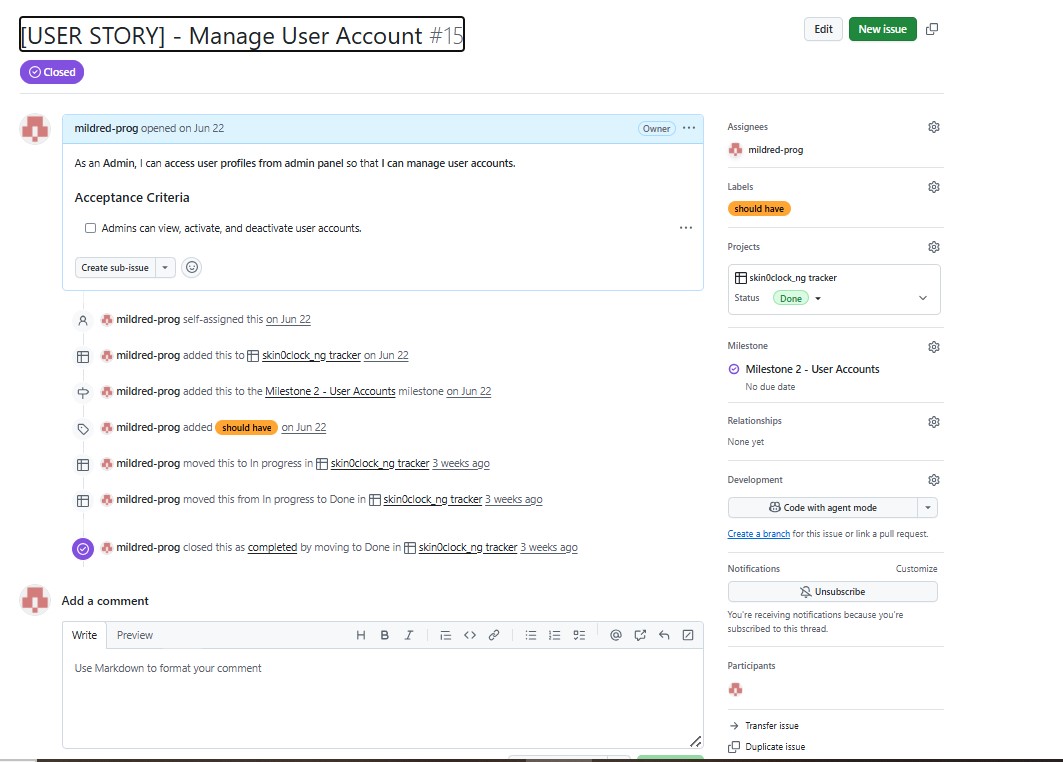 [USER STORY] - Manage User Account #15
Edit
New issue
Closed
mildred-prog opened on Jun 22
Owner
As an Admin, I can access user profiles from admin panel so that I can manage user accounts.
Acceptance Criteria
Admins can view, activate, and deactivate user accounts.
Create sub-issue
mildred-prog self-assigned this on Jun 22
mildred-prog added this to skin0clock_ng tracker on Jun 22
mildred-prog added this to the Milestone 2 - User Accounts milestone on Jun 22
mildred-prog added should have on Jun 22
mildred-prog moved this to In progress in skin0clock_ng tracker 3 weeks ago
mildred-prog moved this from In progress to Done in skin0clock_ng tracker 3 weeks ago
mildred-prog closed this as completed by moving to Done in skin0clock_ng tracker 3 weeks ago
Add a comment
Write Preview
Use Markdown to format your comment
Assignees
mildred-prog
Labels
should have
Projects
skin0clock_ng tracker
Status Done
Milestone
Milestone 2 - User Accounts
No due date
Relationships
None yet
Development
Code with agent mode
Create a branch for this issue or link a pull request.
Notifications Customize
Unsubscribe
You're receiving notifications because you're
subscribed to this thread.
Participants
Transfer issue
Duplicate issue